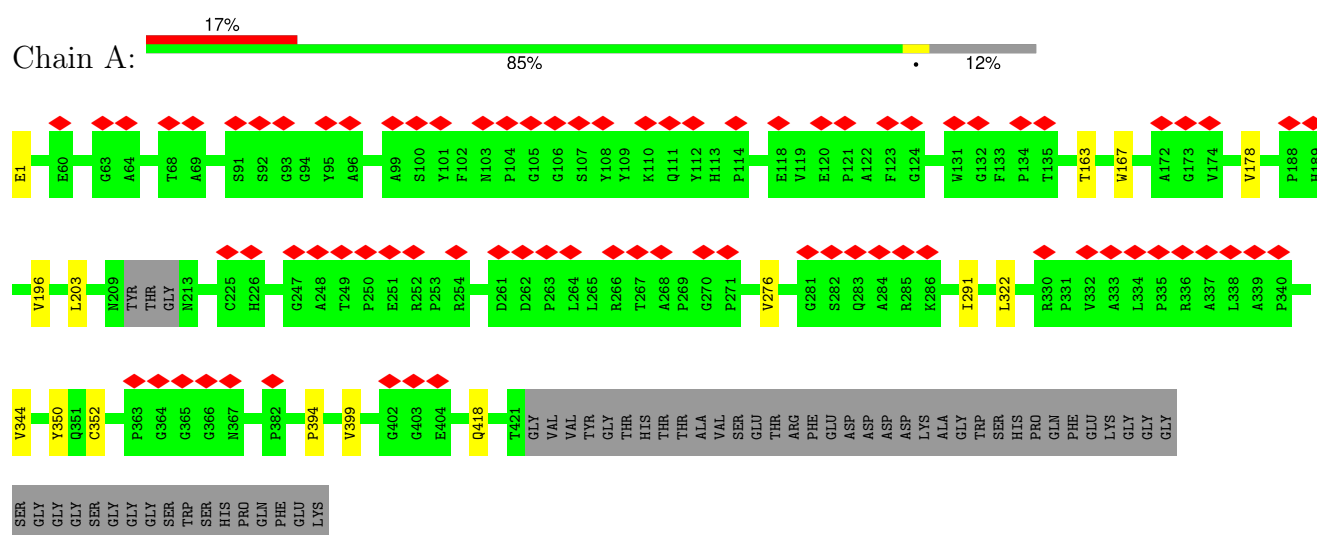 17%
Chain A:
85% • 12%
E1 E60 G63 A64 T68 A69 S91 S92 G93 G94 Y95 A96 A99 S100 Y101 F102 N103 P104 G105 G106 S107 Y108 Y109 K110 Q111 Y112 H113 P114 E118 V119 E120 P121 A122 F123 G124 W131 G132 F133 P134 T135 T163 W167 A172 G173 V174 V178 P188 H189
V196 L203 N209 TYR THR GLY N213 C225 H226 G247 A248 T249 P250 E251 R252 P253 R254 D261 D262 P263 L264 L265 R266 T267 A268 P269 G270 P271 V276 G281 S282 Q283 A284 R285 K286 I291 L322 R330 P331 V332 A333 L334 P335 R336 A337 L338 A339 P340
V344 Y350 Q351 C352 P363 G364 G365 G366 N367 P382 P394 V399 G402 G403 E404 Q418 T421 GLY VAL VAL TYR GLY THR HIS THR THR ALA VAL SER GLU THR ARG PHE GLU ASP ASP ASP ASP LYS ALA GLY TRP SER HIS PRO GLN PHE GLU LYS GLY GLY GLY
SER GLY GLY GLY SER GLY GLY GLY SER TRP SER HIS PRO GLN PHE GLU LYS